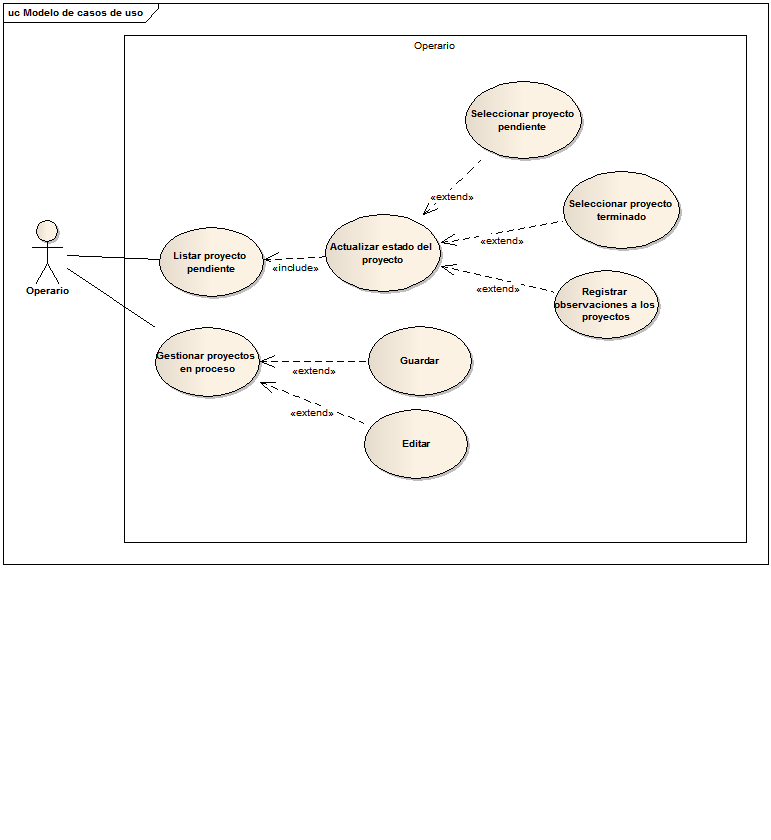 uc Modelo de casos de uso
Operario
Seleccionar proyecto
pendiente
«extend»
Seleccionar proyecto
terminado
«extend»
Listar proyecto
pendiente
«include»
Actualizar estado del
proyecto
«extend»
Registrar
observaciones a los
proyectos
Operario
Gestionar proyectos
en proceso
«extend»
Guardar
«extend»
Editar